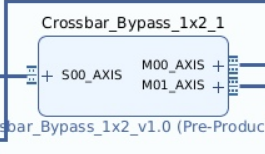 Crossbar_Bypass_1x2_1
S00_AXIS
M00_AXIS
M01_AXIS
sbar_Bypass_1x2_v1.0 (Pre-Produc